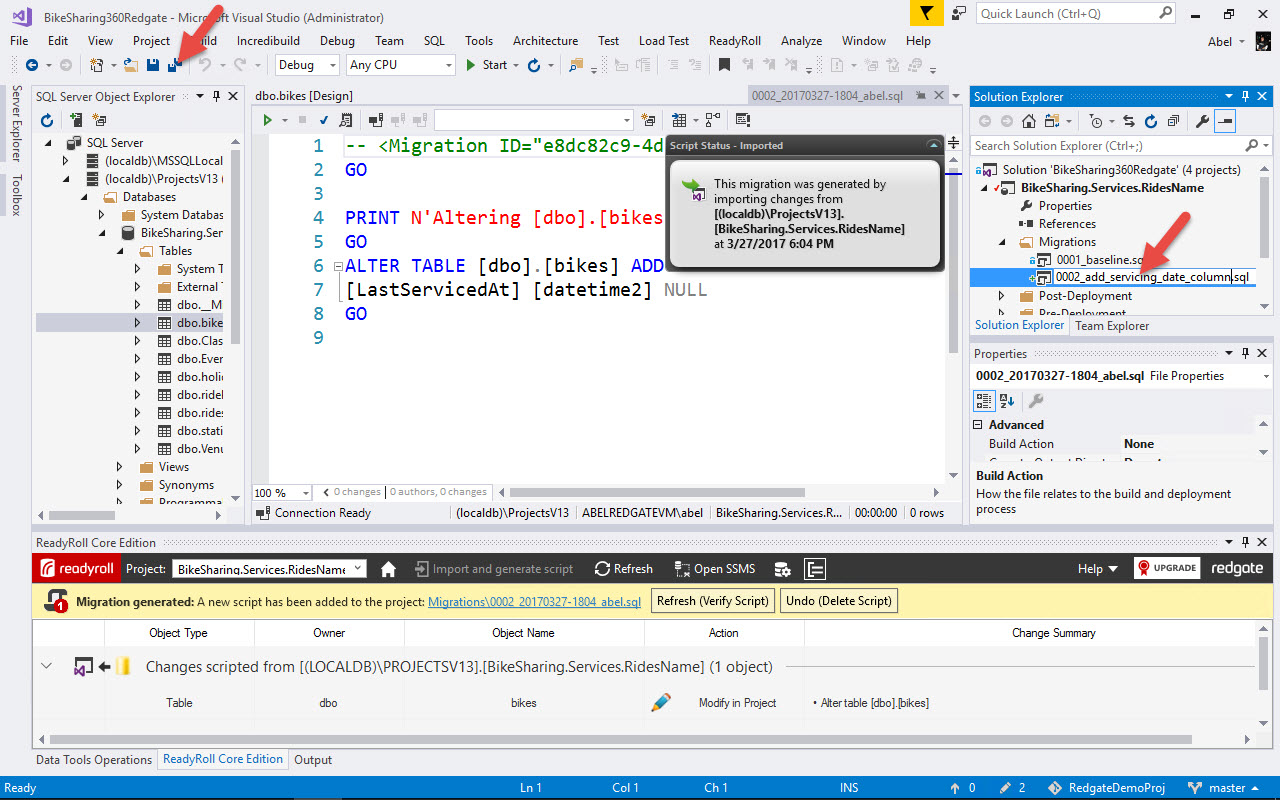 BikeSharing360Redgate - Microsoft Visual Studio (Administrator)
Quick Launch (Ctrl+Q)
File Edit View Project Build Incredibuild Debug Team SQL Tools Architecture Test Load Test ReadyRoll Analyze Window Help
Abel
Debug Any CPU Start
Server Explorer
Toolbox
SQL Server Object Explorer
SQL Server
(localdb)\MSSQLLocal
(localdb)\ProjectsV13 (
Databases
System Databas
BikeSharing.Ser
Tables
System T
External T
dbo.__M
dbo.bike
dbo.Clas
dbo.Even
dbo.holic
dbo.ridel
dbo.rides
dbo.stati
dbo.Venu
Views
Synonyms
Programma
dbo.bikes [Design]
0002_20170327-1804_abel.sql
1 -- <Migration ID="e8dc82c9-4d
2 GO
3
4 PRINT N'Altering [dbo].[bikes
5 GO
6 ALTER TABLE [dbo].[bikes] ADD
7 [LastServicedAt] [datetime2] NULL
8 GO
9
Script Status - Imported
This migration was generated by
importing changes from
[(localdb)\ProjectsV13].
[BikeSharing.Services.RidesName]
at 3/27/2017 6:04 PM
100 %
0 changes | 0 authors, 0 changes
Connection Ready
(localdb)\ProjectsV13
ABELREDGATEVM\abel
BikeSharing.Services.R...
00:00:00
0 rows
Solution Explorer
Search Solution Explorer (Ctrl+;)
Solution 'BikeSharing360Redgate' (4 projects)
BikeSharing.Services.RidesName
Properties
References
Migrations
0001_baseline.sq
0002_add_servicing_date_column.sql
Post-Deployment
Pre-Deployment
Solution Explorer Team Explorer
Properties
0002_20170327-1804_abel.sql File Properties
Advanced
Build Action None
Build Action
How the file relates to the build and deployment
process
ReadyRoll Core Edition
readyroll Project: BikeSharing.Services.RidesName Import and generate script Refresh Open SSMS Help UPGRADE redgate
1 Migration generated: A new script has been added to the project: Migrations\0002_20170327-1804_abel.sql Refresh (Verify Script) Undo (Delete Script)
Object Type Owner Object Name Action Change Summary
Changes scripted from [(LOCALDB)\PROJECTSV13].[BikeSharing.Services.RidesName] (1 object)
Table dbo bikes Modify in Project • Alter table [dbo].[bikes]
Data Tools Operations ReadyRoll Core Edition Output
Ready Ln 1 Col 1 Ch 1 INS 0 2 RedgateDemoProj master